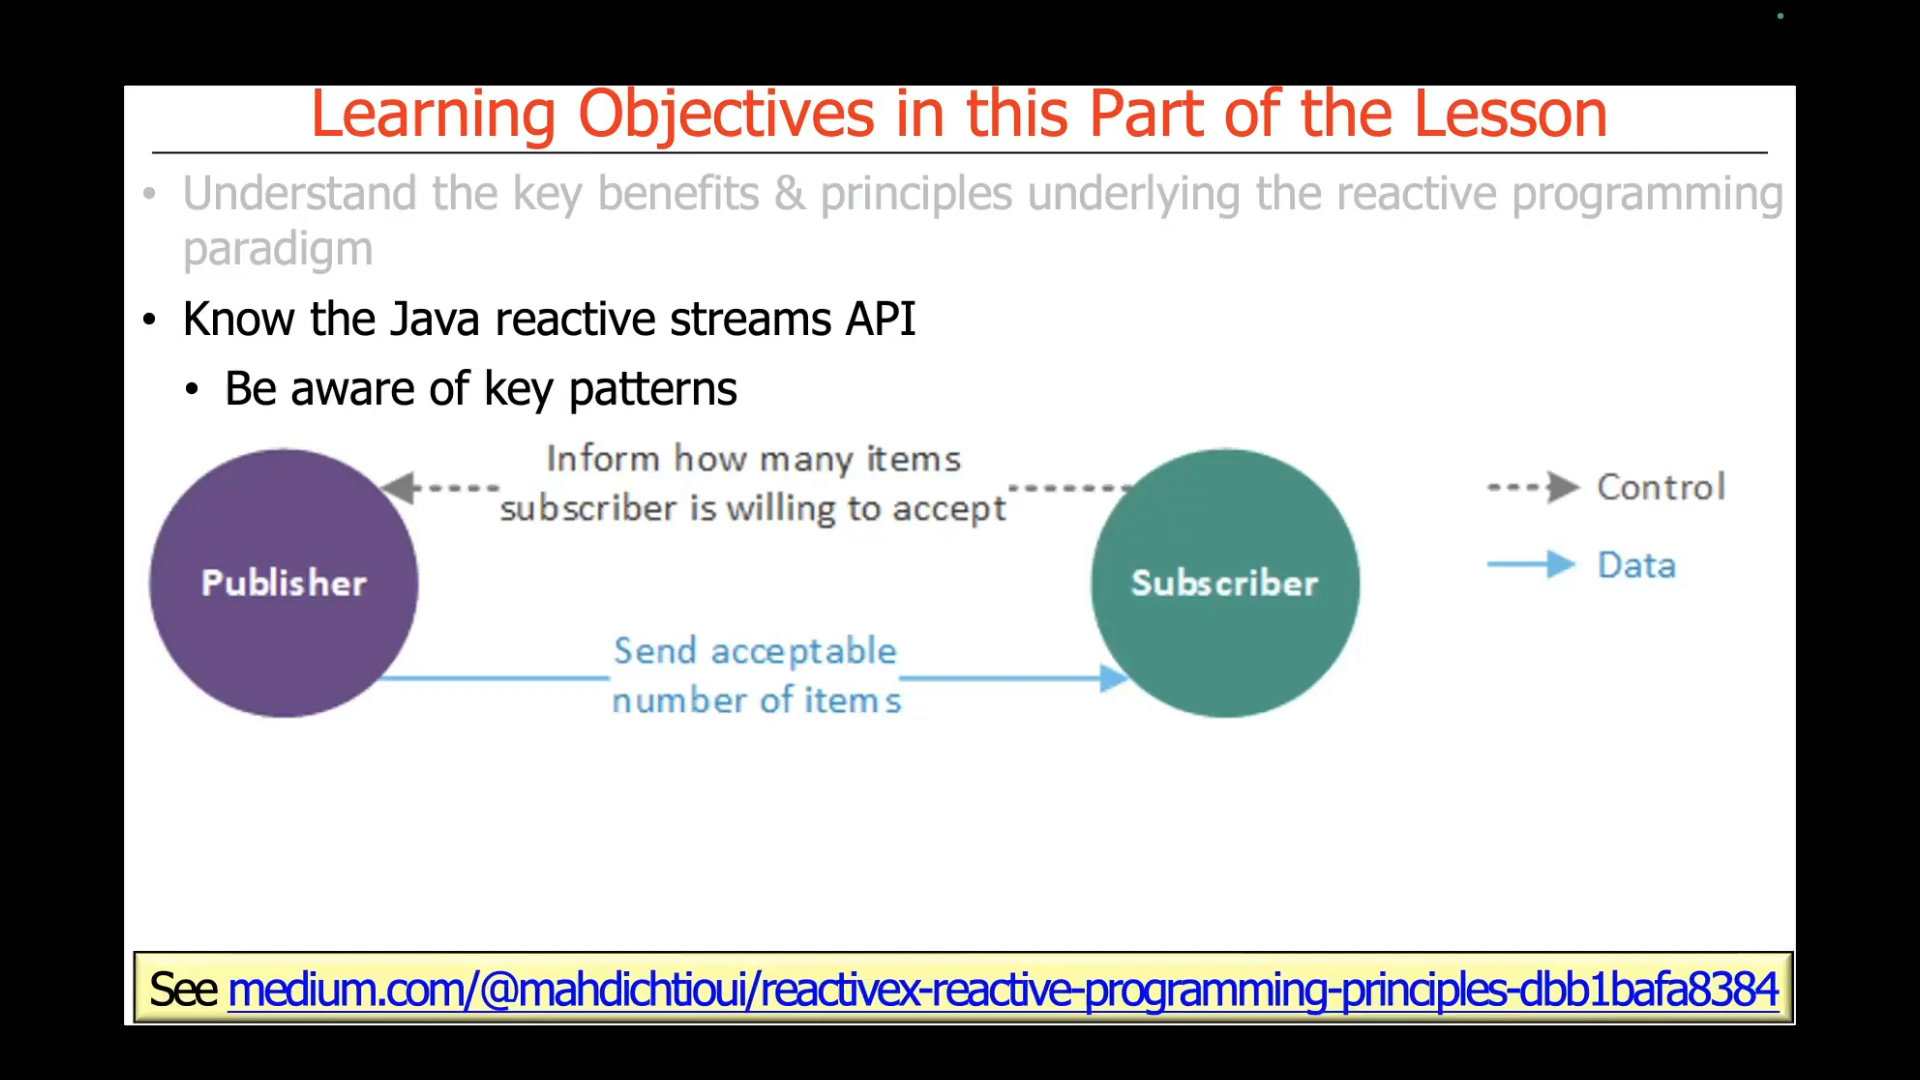 Learning Objectives in this Part of the Lesson
• Understand the key benefits & principles underlying the reactive programming
paradigm
• Know the Java reactive streams API
• Be aware of key patterns
Inform how many items
subscriber is willing to accept
Control
Publisher
Subscriber
Data
Send acceptable
number of items
See medium.com/@mahdichtioui/reactivex-reactive-programming-principles-dbb1bafa8384